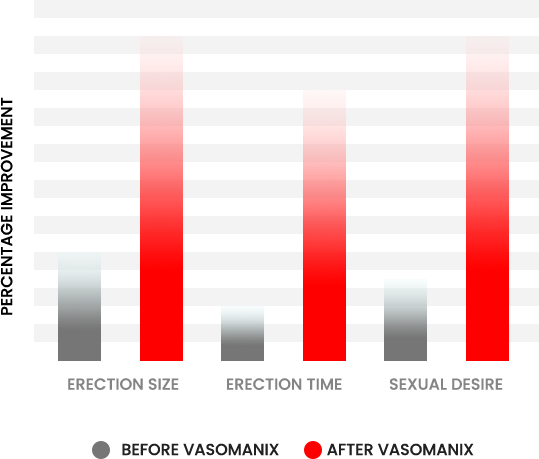 PERCENTAGE IMPROVEMENT
ERECTION SIZE
ERECTION TIME
SEXUAL DESIRE
BEFORE VASOMANIX
AFTER VASOMANIX